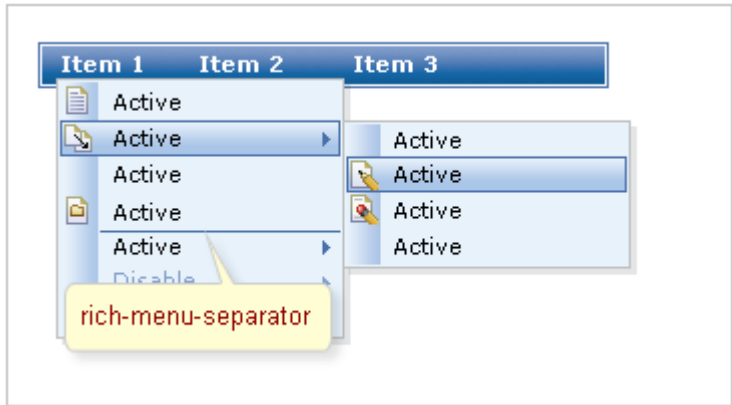 Item 1 Item 2 Item 3
Active
Active Active
Active Active
Active Active
Active Active
Disable
rich-menu-separator